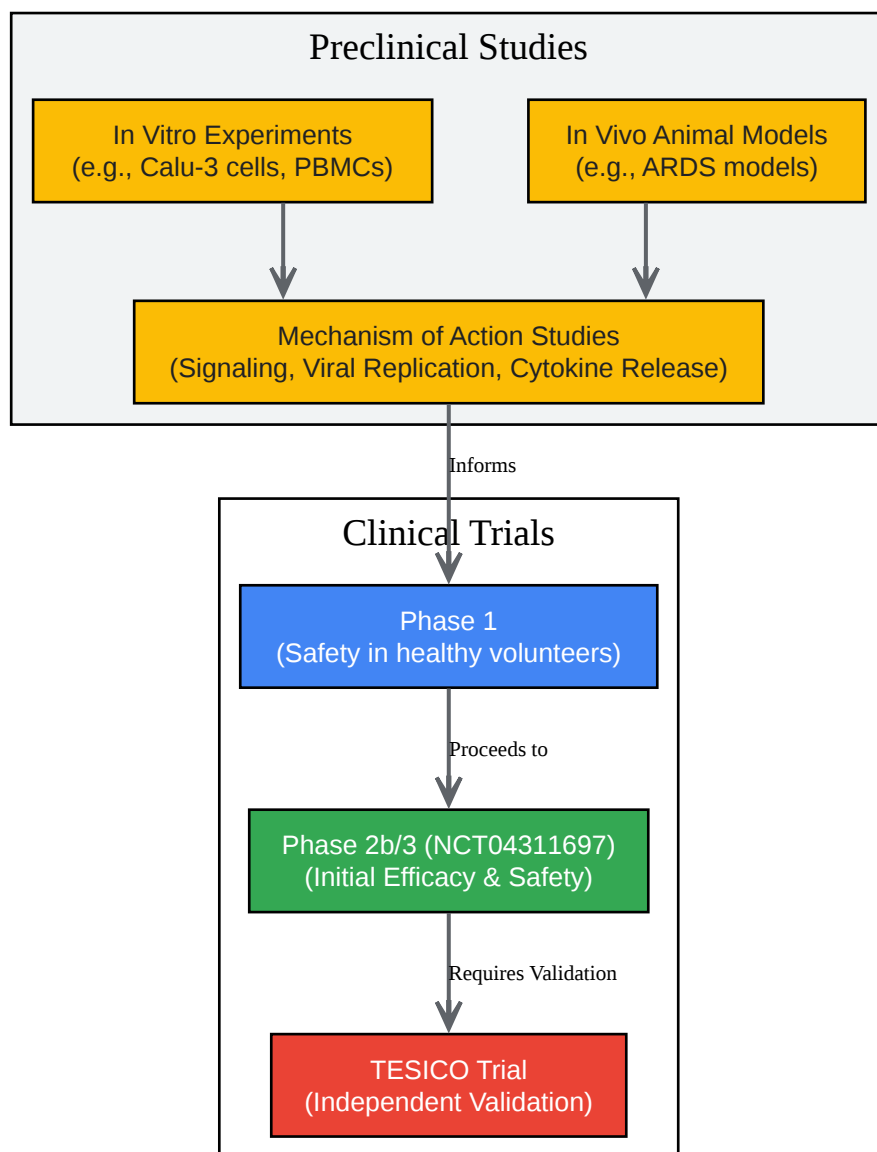 Preclinical Studies
In Vitro Experiments
(e.g., Calu-3 cells, PBMCs)
In Vivo Animal Models
(e.g., ARDS models)
Mechanism of Action Studies
(Signaling, Viral Replication, Cytokine Release)
Informs
Clinical Trials
Phase 1
(Safety in healthy volunteers)
Proceeds to
Phase 2b/3 (NCT04311697)
(Initial Efficacy & Safety)
Requires Validation
TESICO Trial
(Independent Validation)